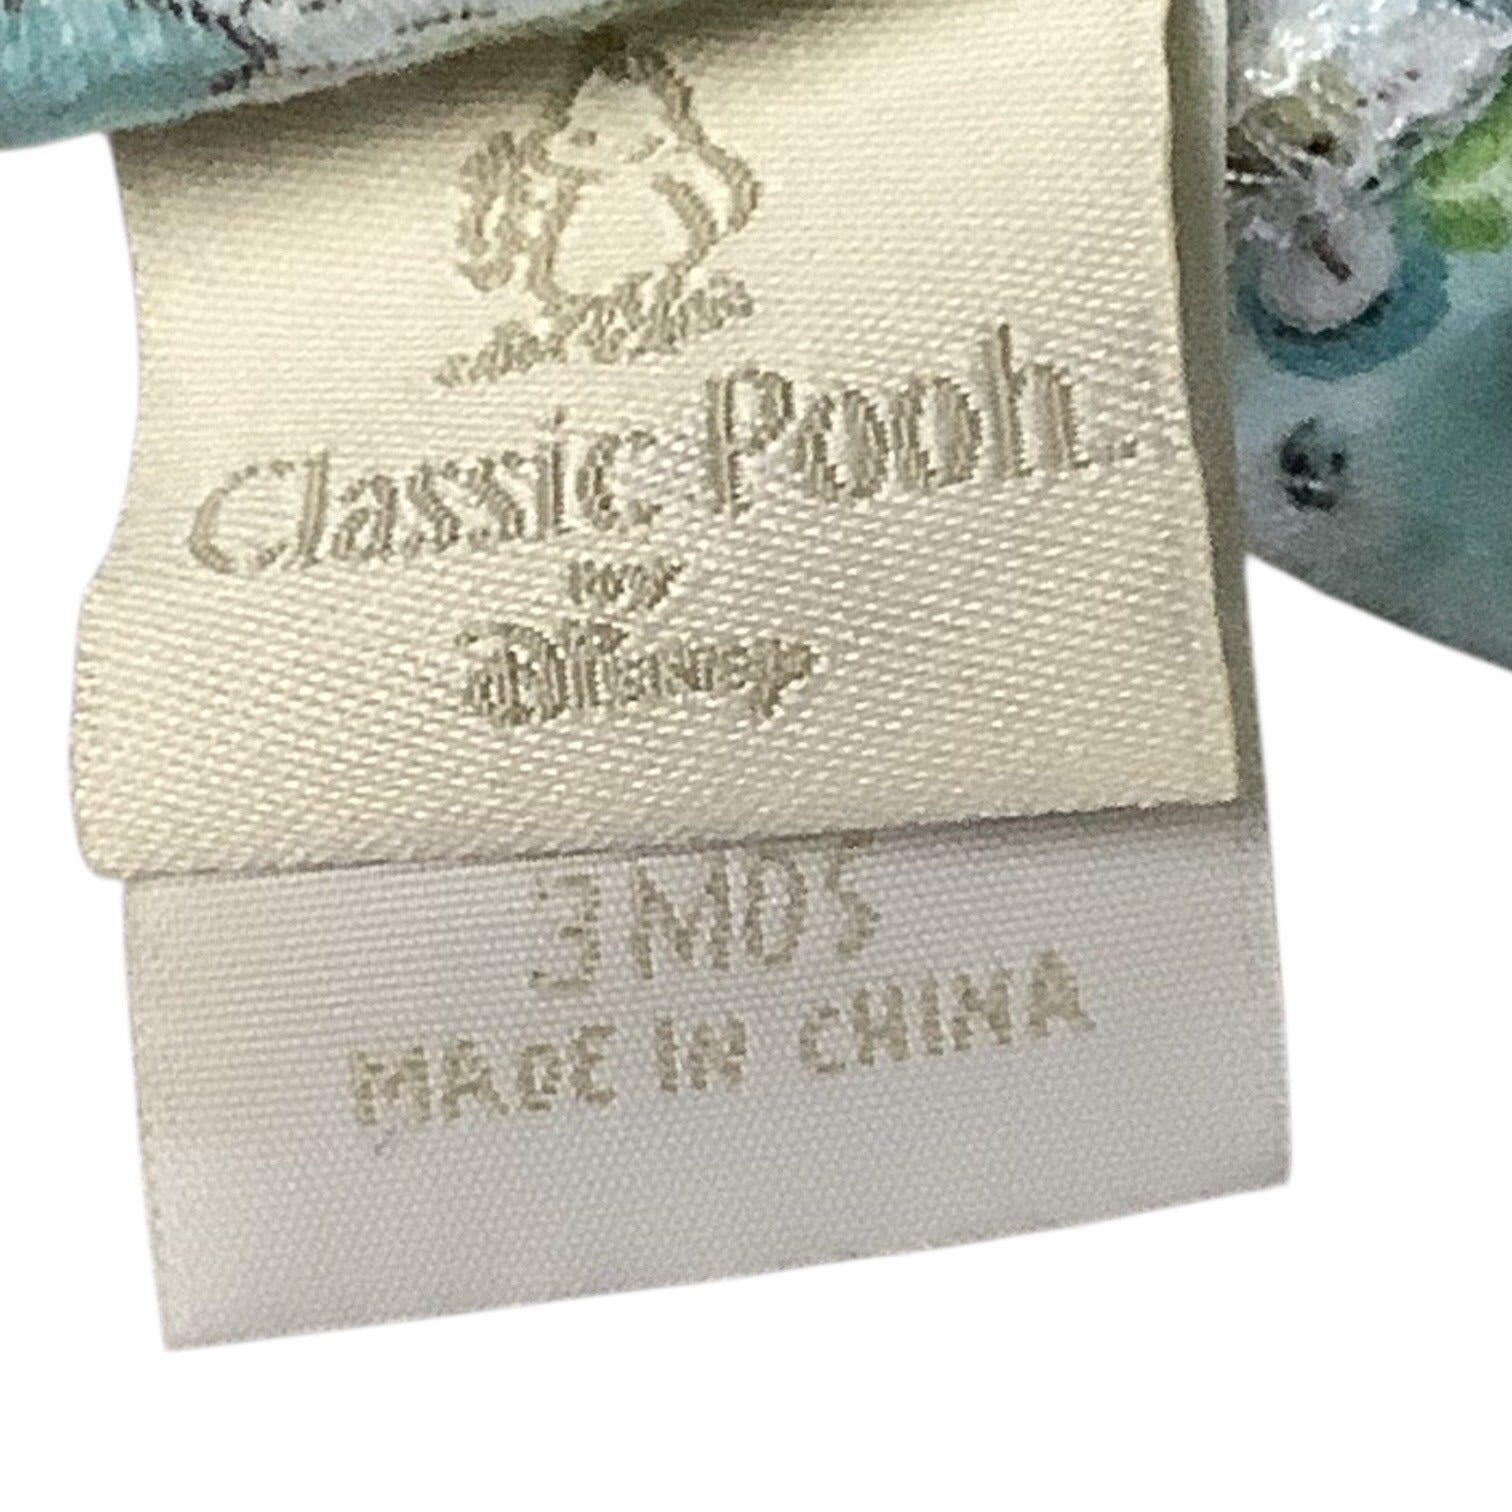 Classic Pooh
by
Disney
3 MOS
MADE IN CHINA